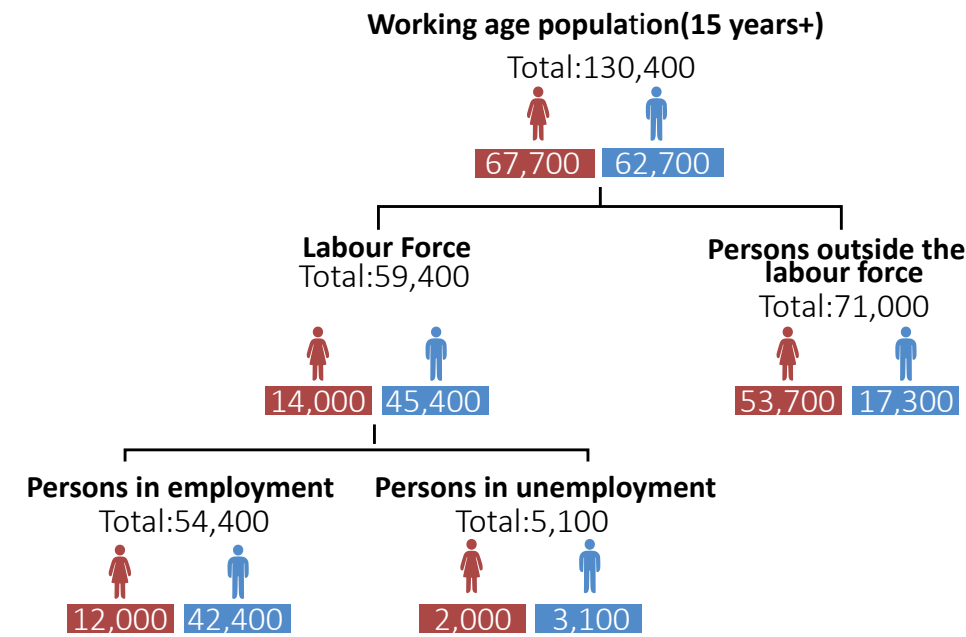 Working age population(15 years+)
Total:130,400
67,700 62,700
Labour Force
Total:59,400
14,000 45,400
Persons outside the
labour force
Total:71,000
53,700 17,300
Persons in employment
Total:54,400
12,000 42,400
Persons in unemployment
Total:5,100
2,000 3,100